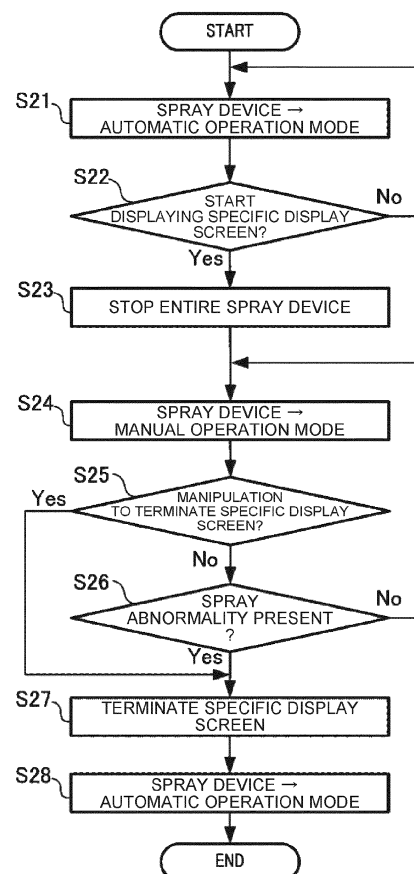 START
S21
SPRAY DEVICE →
AUTOMATIC OPERATION MODE
S22
START
DISPLAYING SPECIFIC DISPLAY
SCREEN?
No
Yes
S23
STOP ENTIRE SPRAY DEVICE
S24
SPRAY DEVICE →
MANUAL OPERATION MODE
S25
Yes
MANIPULATION
TO TERMINATE SPECIFIC DISPLAY
SCREEN?
No
S26
SPRAY
ABNORMALITY PRESENT
?
No
Yes
S27
TERMINATE SPECIFIC DISPLAY
SCREEN
S28
SPRAY DEVICE →
AUTOMATIC OPERATION MODE
END